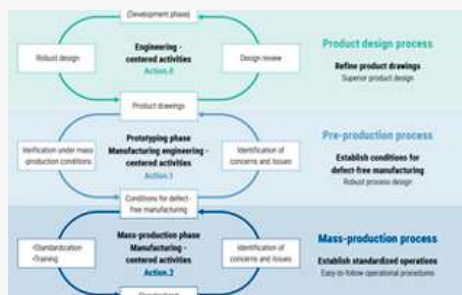 (Development phase)
Robust design
Engineering -
centered activities
Action.0
Design review
Product design process
Refine product drawings
Superior product design
Product drawings
Verification under mass
-production conditions
Prototyping phase
Manufacturing engineering -
centered activities
Action.1
Identification of
concerns and issues
Pre-production process
Establish conditions for
defect-free manufacturing
Robust process design
Conditions for defect-
free manufacturing
•Standardization
•Training
Mass-production phase
Manufacturing -
centered activities
Action.2
Identification of
concerns and issues
Mass-production process
Establish standardized operations
Easy-to-follow operational procedures